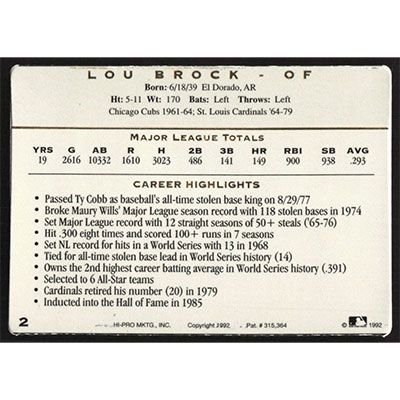 LOU BROCK - OF
Born: 6/18/39 El Dorado, AR
Ht: 5-11 Wt: 170 Bats: Left Throws: Left
Chicago Cubs 1961-64; St. Louis Cardinals '64-79
MAJOR LEAGUE TOTALS
YRS G AB R H 2B 3B HR RBI SB AVG
19 2616 10332 1610 3023 486 141 149 900 938 .293
CAREER HIGHLIGHTS
• Passed Ty Cobb as baseball's all-time stolen base king on 8/29/77
• Broke Maury Wills' Major League season record with 118 stolen bases in 1974
• Set Major League record with 12 straight seasons of 50+ steals ('65-76)
• Hit .300 eight times and scored 100+ runs in 7 seasons
• Set NL record for hits in a World Series with 13 in 1968
• Tied for all-time stolen base lead in World Series history (14)
• Owns the 2nd highest career batting average in World Series history (.391)
• Selected to 6 All-Star teams
• Cardinals retired his number (20) in 1979
• Inducted into the Hall of Fame in 1985
2 HI-PRO MKTG., INC. Copyright 1992 Pat. # 315,364 © 1992